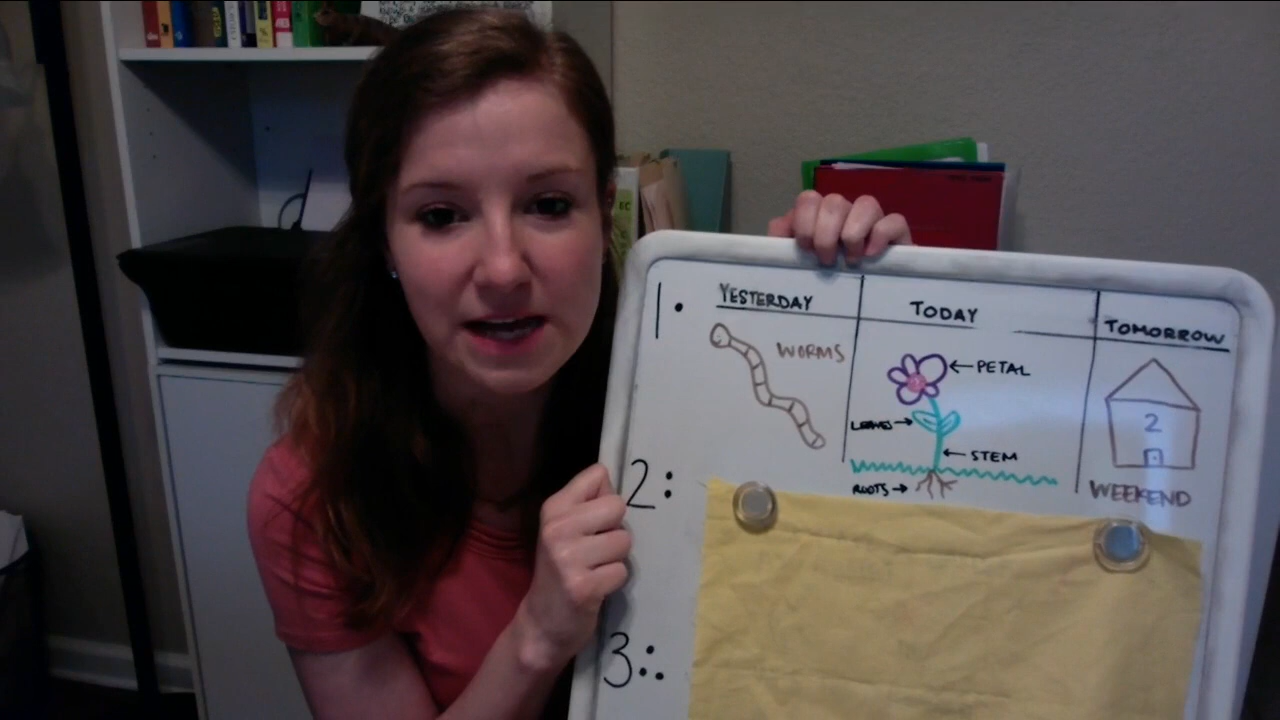 1. YESTERDAY TODAY TOMORROW
WORMS
PETAL
LEAVES
STEM
ROOTS
2
WEEKEND
2:
3:.